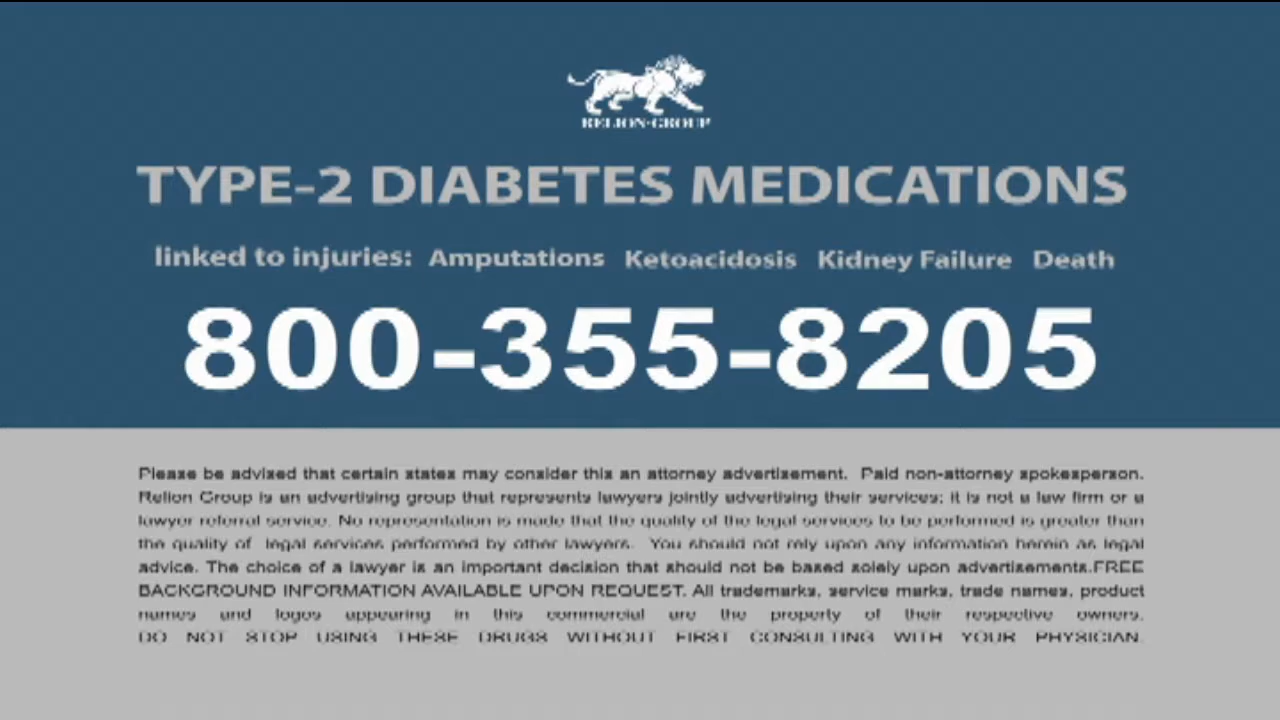 RELION·GROUP
TYPE-2 DIABETES MEDICATIONS
linked to injuries: Amputations Ketoacidosis Kidney Failure Death
800-355-8205
Please be advised that certain states may consider this an attorney advertisement. Paid non-attorney spokesperson.
Relion Group is an advertising group that represents lawyers jointly advertising their services; it is not a law firm or a
lawyer referral service. No representation is made that the quality of the legal services to be performed is greater than
the quality of legal services performed by other lawyers. You should not rely upon any information herein as legal
advice. The choice of a lawyer is an important decision that should not be based solely upon advertisements.FREE
BACKGROUND INFORMATION AVAILABLE UPON REQUEST. All trademarks, service marks, trade names, product
names and logos appearing in this commercial are the property of their respective owners.
DO NOT STOP USING THESE DRUGS WITHOUT FIRST CONSULTING WITH YOUR PHYSICIAN.